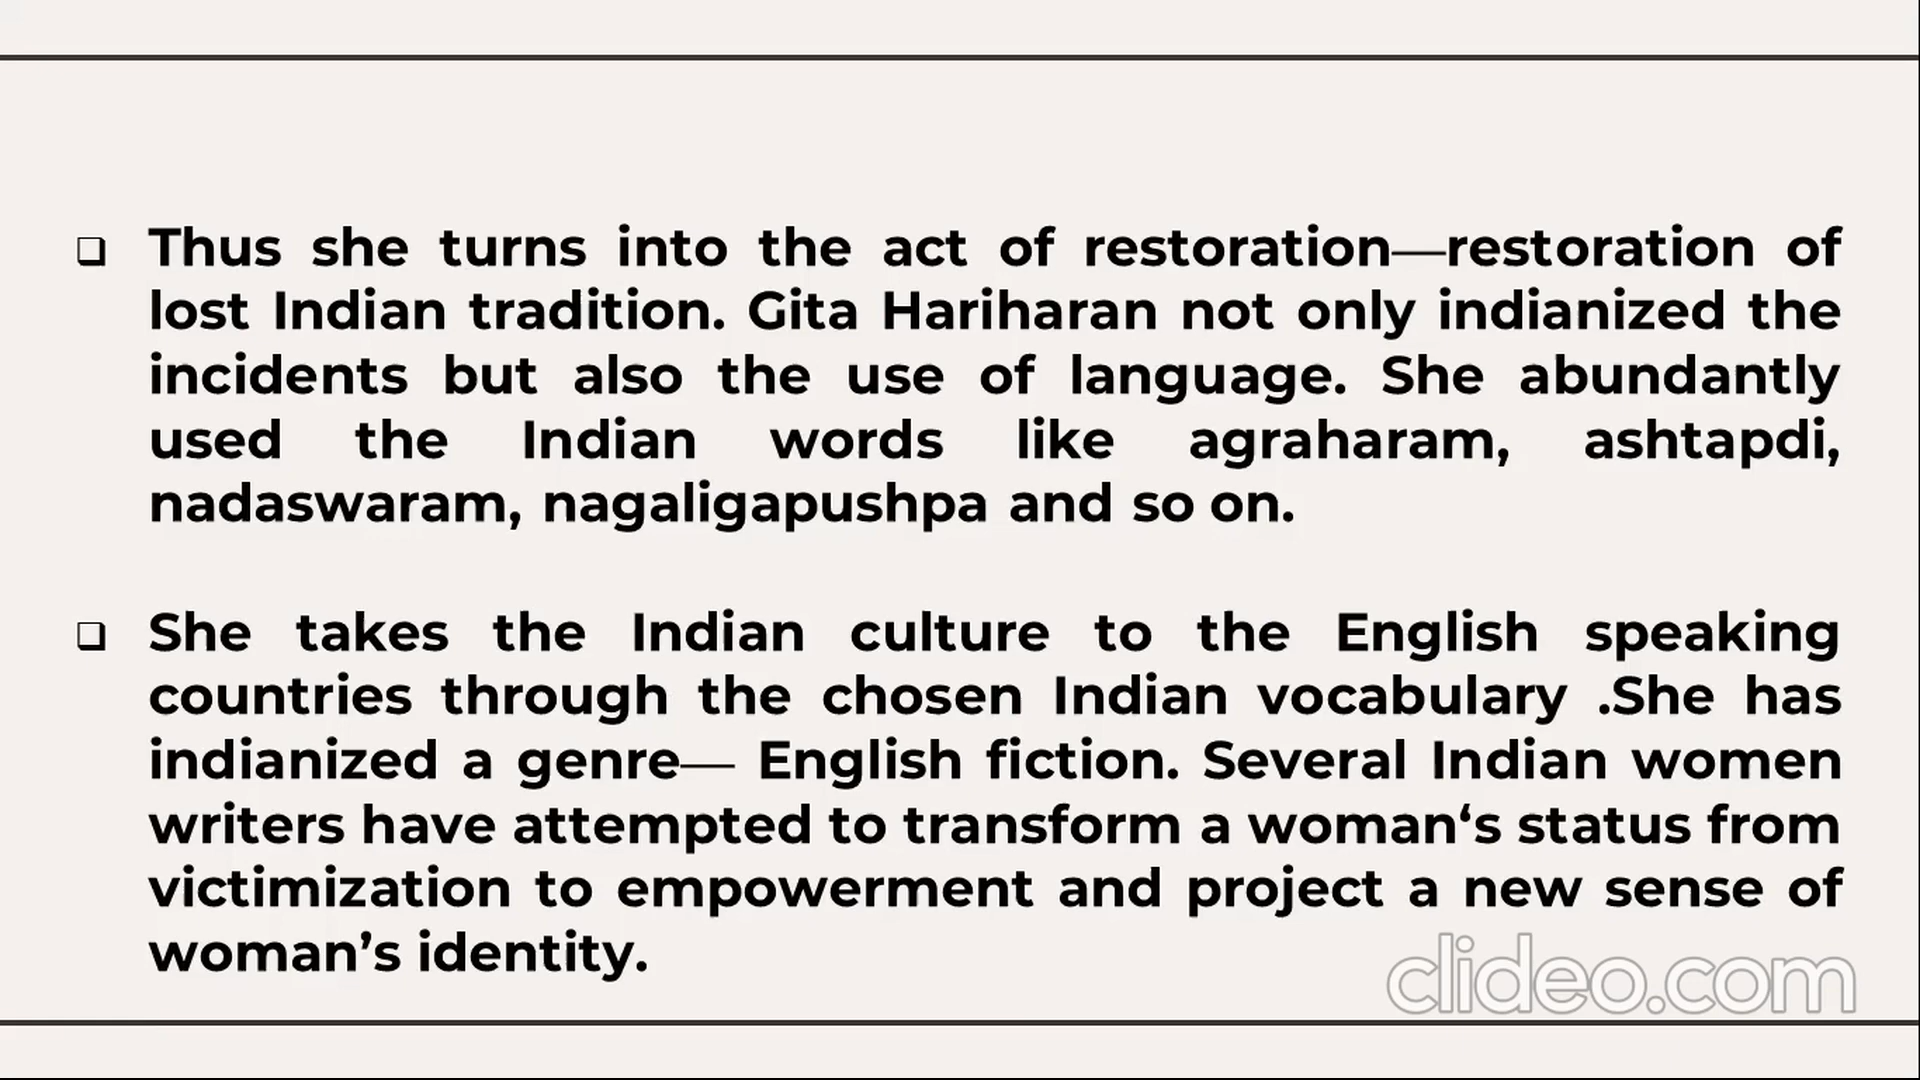 ❑ Thus she turns into the act of restoration—restoration of
lost Indian tradition. Gita Hariharan not only indianized the
incidents but also the use of language. She abundantly
used the Indian words like agraharam, ashtapdi,
nadaswaram, nagaligapushpa and so on.
❑ She takes the Indian culture to the English speaking
countries through the chosen Indian vocabulary .She has
indianized a genre— English fiction. Several Indian women
writers have attempted to transform a woman‘s status from
victimization to empowerment and project a new sense of
woman’s identity.
clideo.com